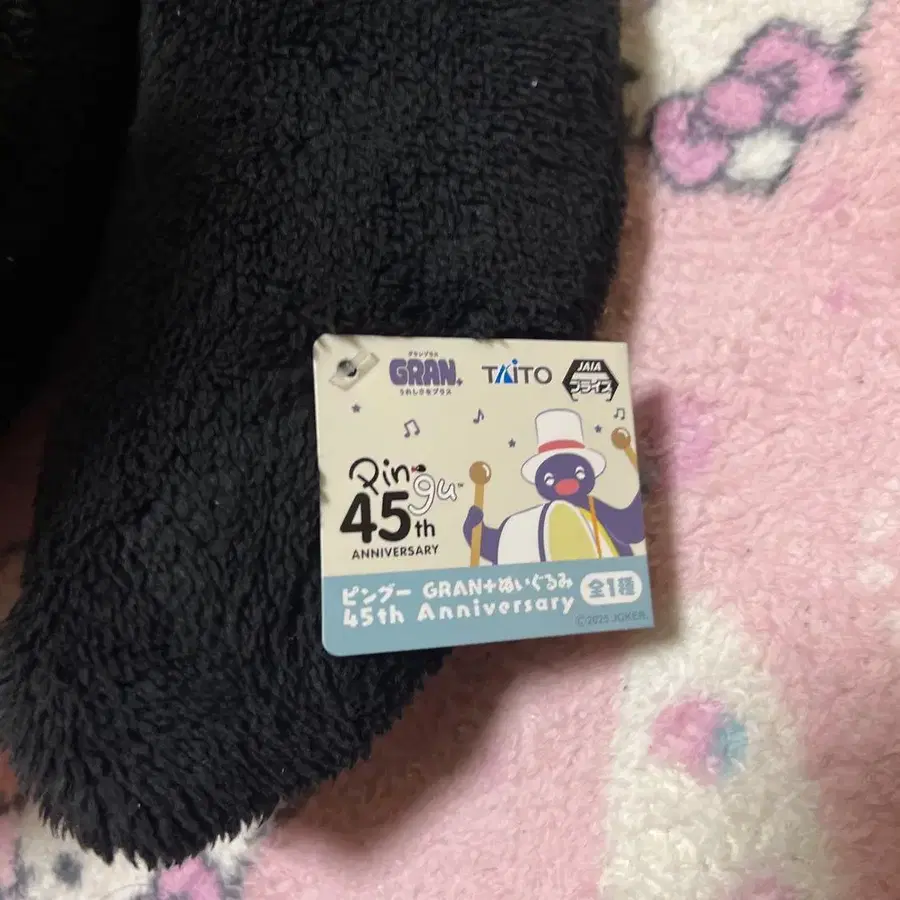 グランプラス
GRAN+
うれしさをプラス
TAITO
JAIA
プライズ
Pingu™
45th
ANNIVERSARY
ピングー GRAN+ぬいぐるみ
45th Anniversary
全1種
©2025 JOKER.